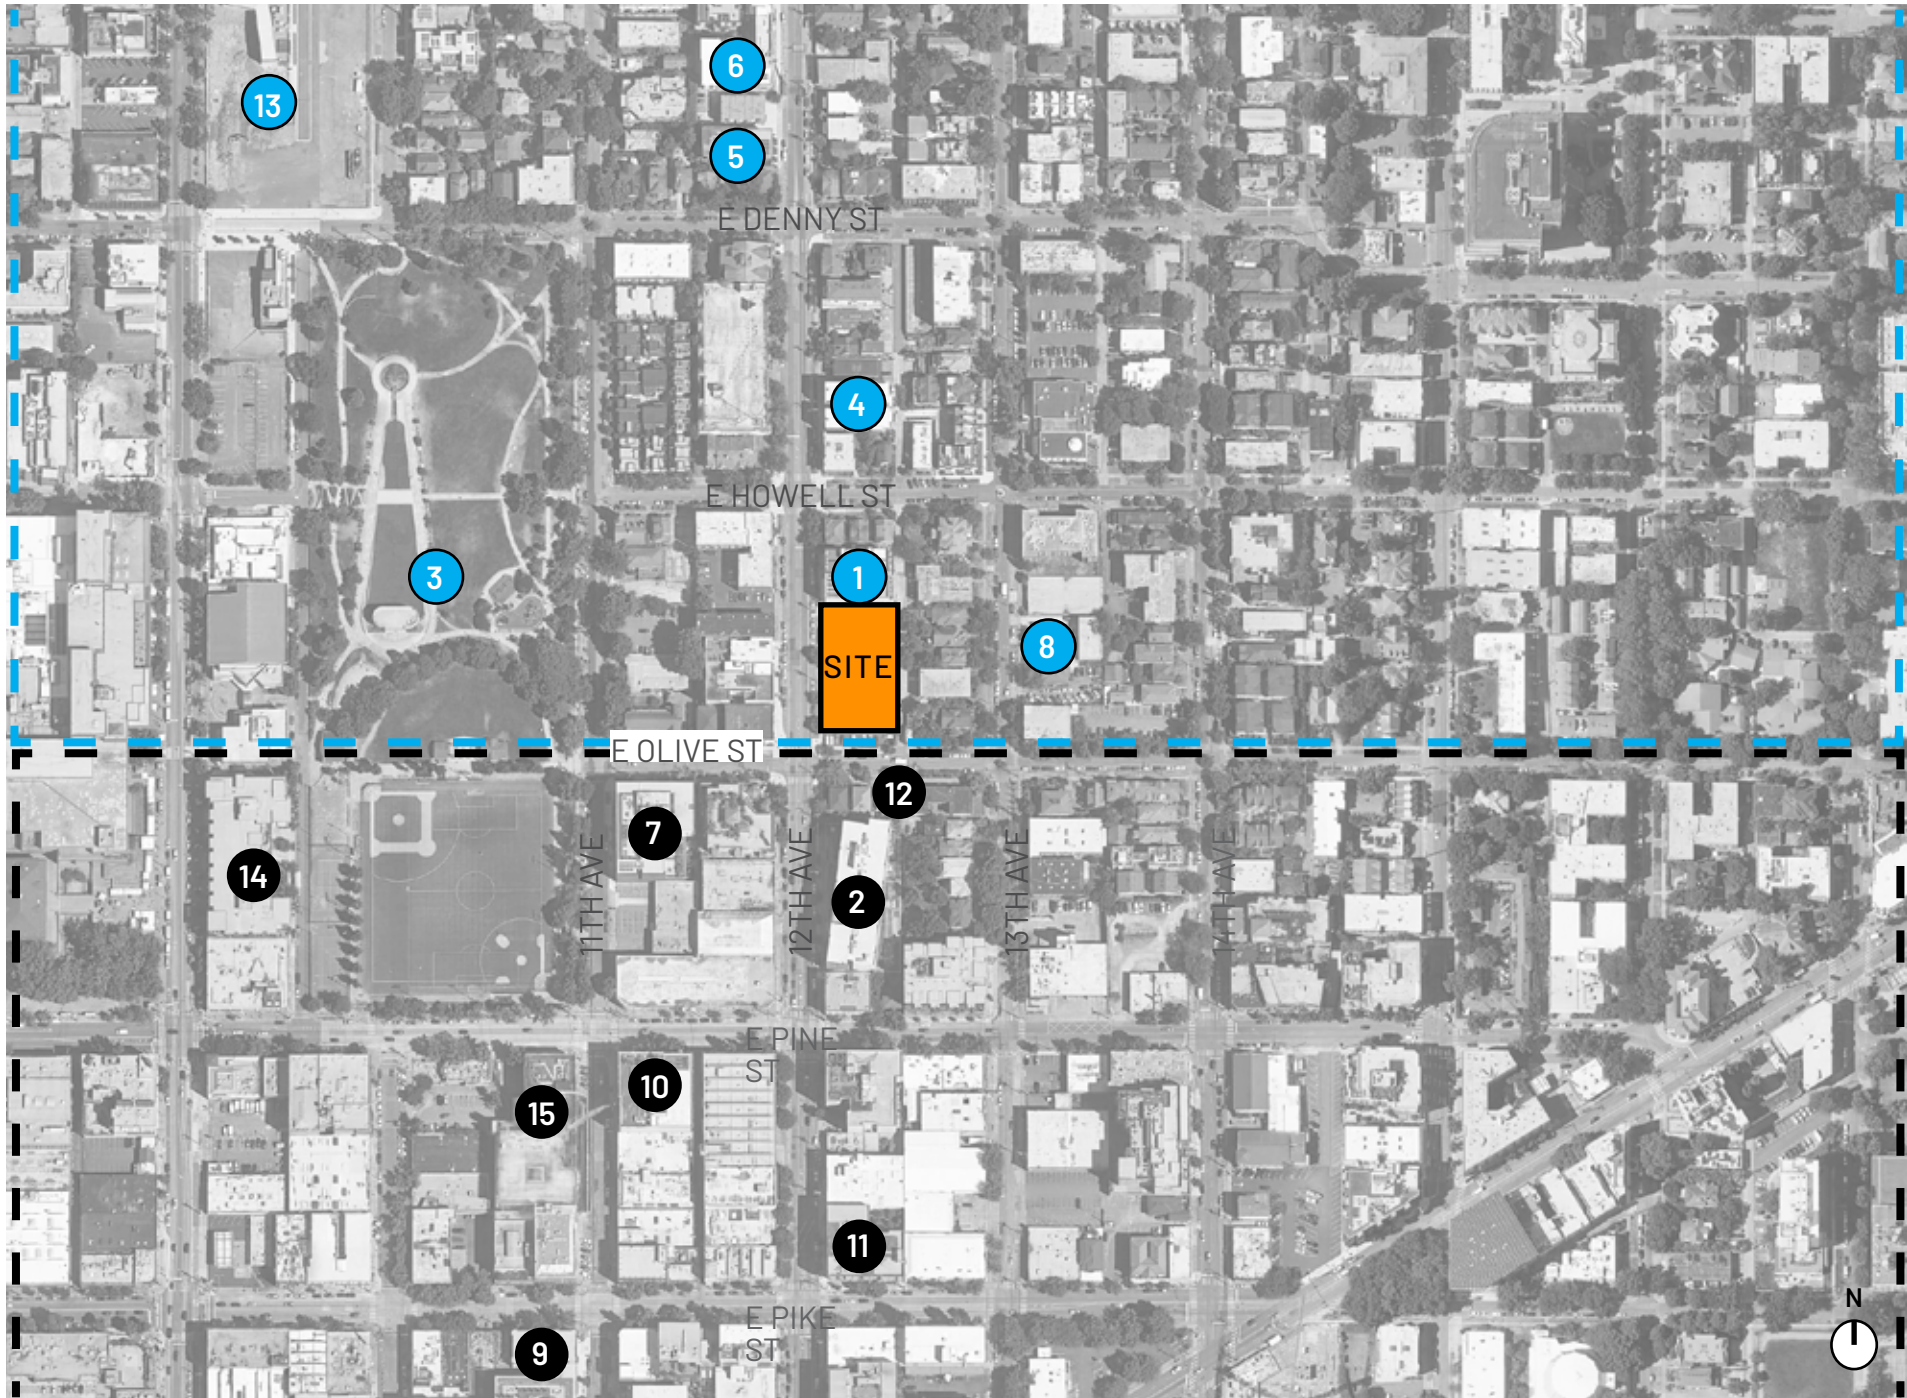 6
13
5
E DENNY ST
4
E HOWELL ST
3
1
8
SITE
E OLIVE ST
12
7
14
11TH AVE
12TH AVE
2
13TH AVE
14TH AVE
E PINE
ST
10
15
11
N
E PIKE
ST
9